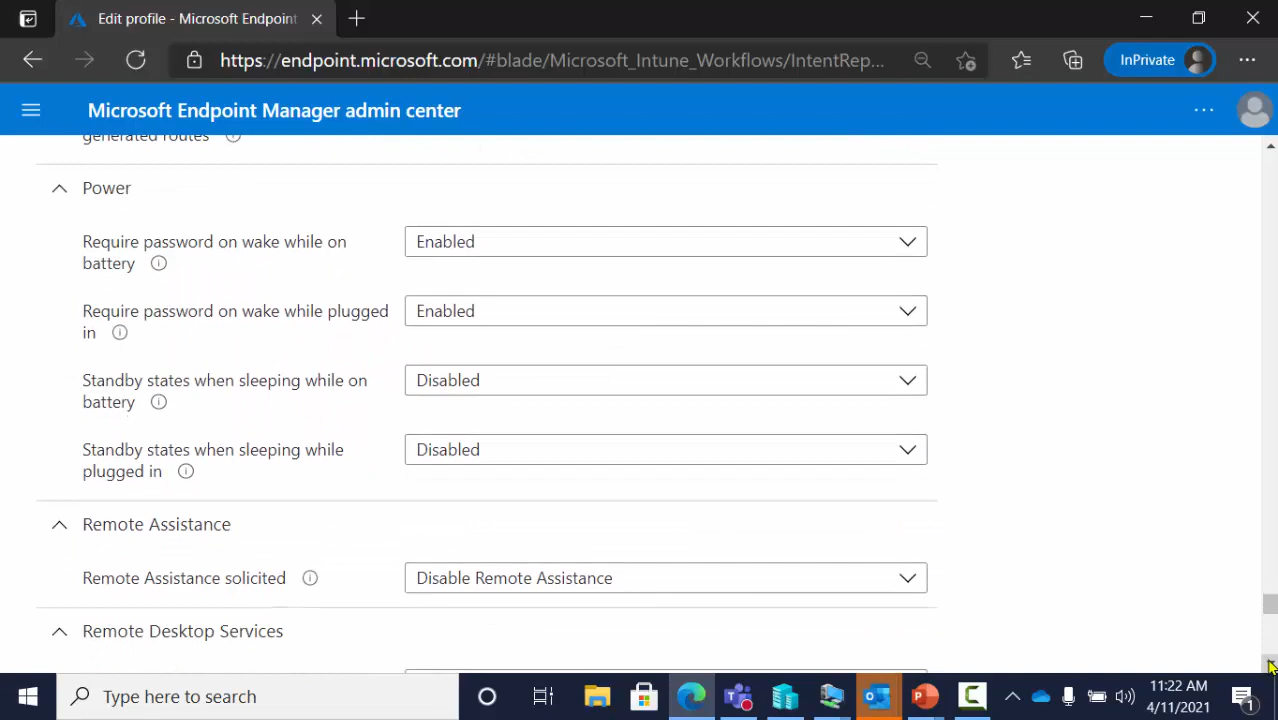 Edit profile - Microsoft Endpoint
https://endpoint.microsoft.com/#blade/Microsoft_Intune_Workflows/IntentRep...
InPrivate
Microsoft Endpoint Manager admin center
generated routes
Power
Require password on wake while on
battery
Enabled
Require password on wake while plugged
in
Enabled
Standby states when sleeping while on
battery
Disabled
Standby states when sleeping while
plugged in
Disabled
Remote Assistance
Remote Assistance solicited
Disable Remote Assistance
Remote Desktop Services
Type here to search
11:22 AM
4/11/2021
1